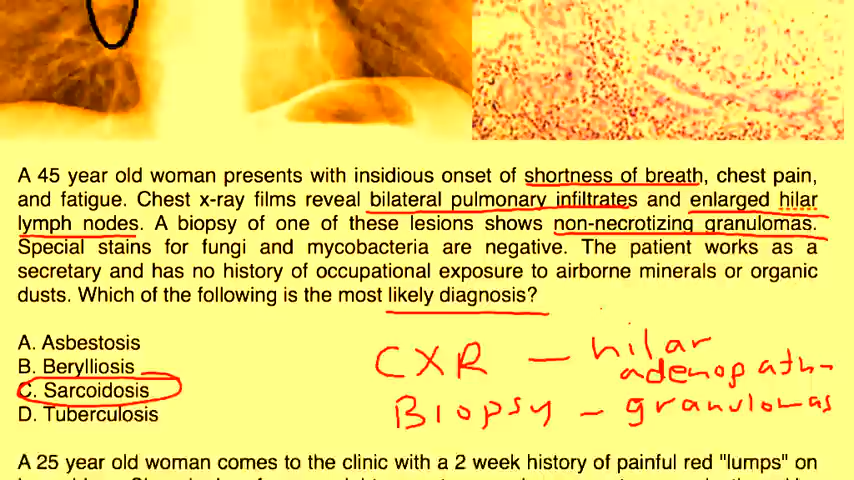 A 45 year old woman presents with insidious onset of shortness of breath, chest pain,
and fatigue. Chest x-ray films reveal bilateral pulmonary infiltrates and enlarged hilar
lymph nodes. A biopsy of one of these lesions shows non-necrotizing granulomas.
Special stains for fungi and mycobacteria are negative. The patient works as a
secretary and has no history of occupational exposure to airborne minerals or organic
dusts. Which of the following is the most likely diagnosis?
A. Asbestosis
B. Berylliosis
C. Sarcoidosis
D. Tuberculosis
CXR — hilar
adenopath
Biopsy – granulomas
A 25 year old woman comes to the clinic with a 2 week history of painful red "lumps" on